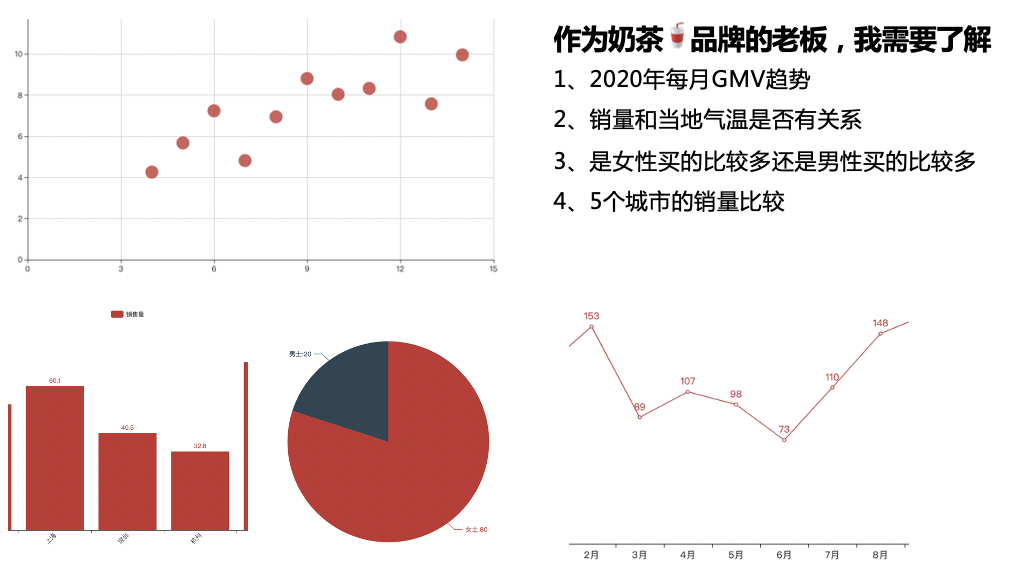 作为奶茶🥤品牌的老板，我需要了解
1、2020年每月GMV趋势
2、销量和当地气温是否有关系
3、是女性买的比较多还是男性买的比较多
4、5个城市的销量比较
10
8
6
4
2
0
0 3 6 9 12 15
销售量
60.1
40.5
32.8
上海 深圳 杭州
男士:20
女士:80
153
148
110
107
98
89
73
2月 3月 4月 5月 6月 7月 8月